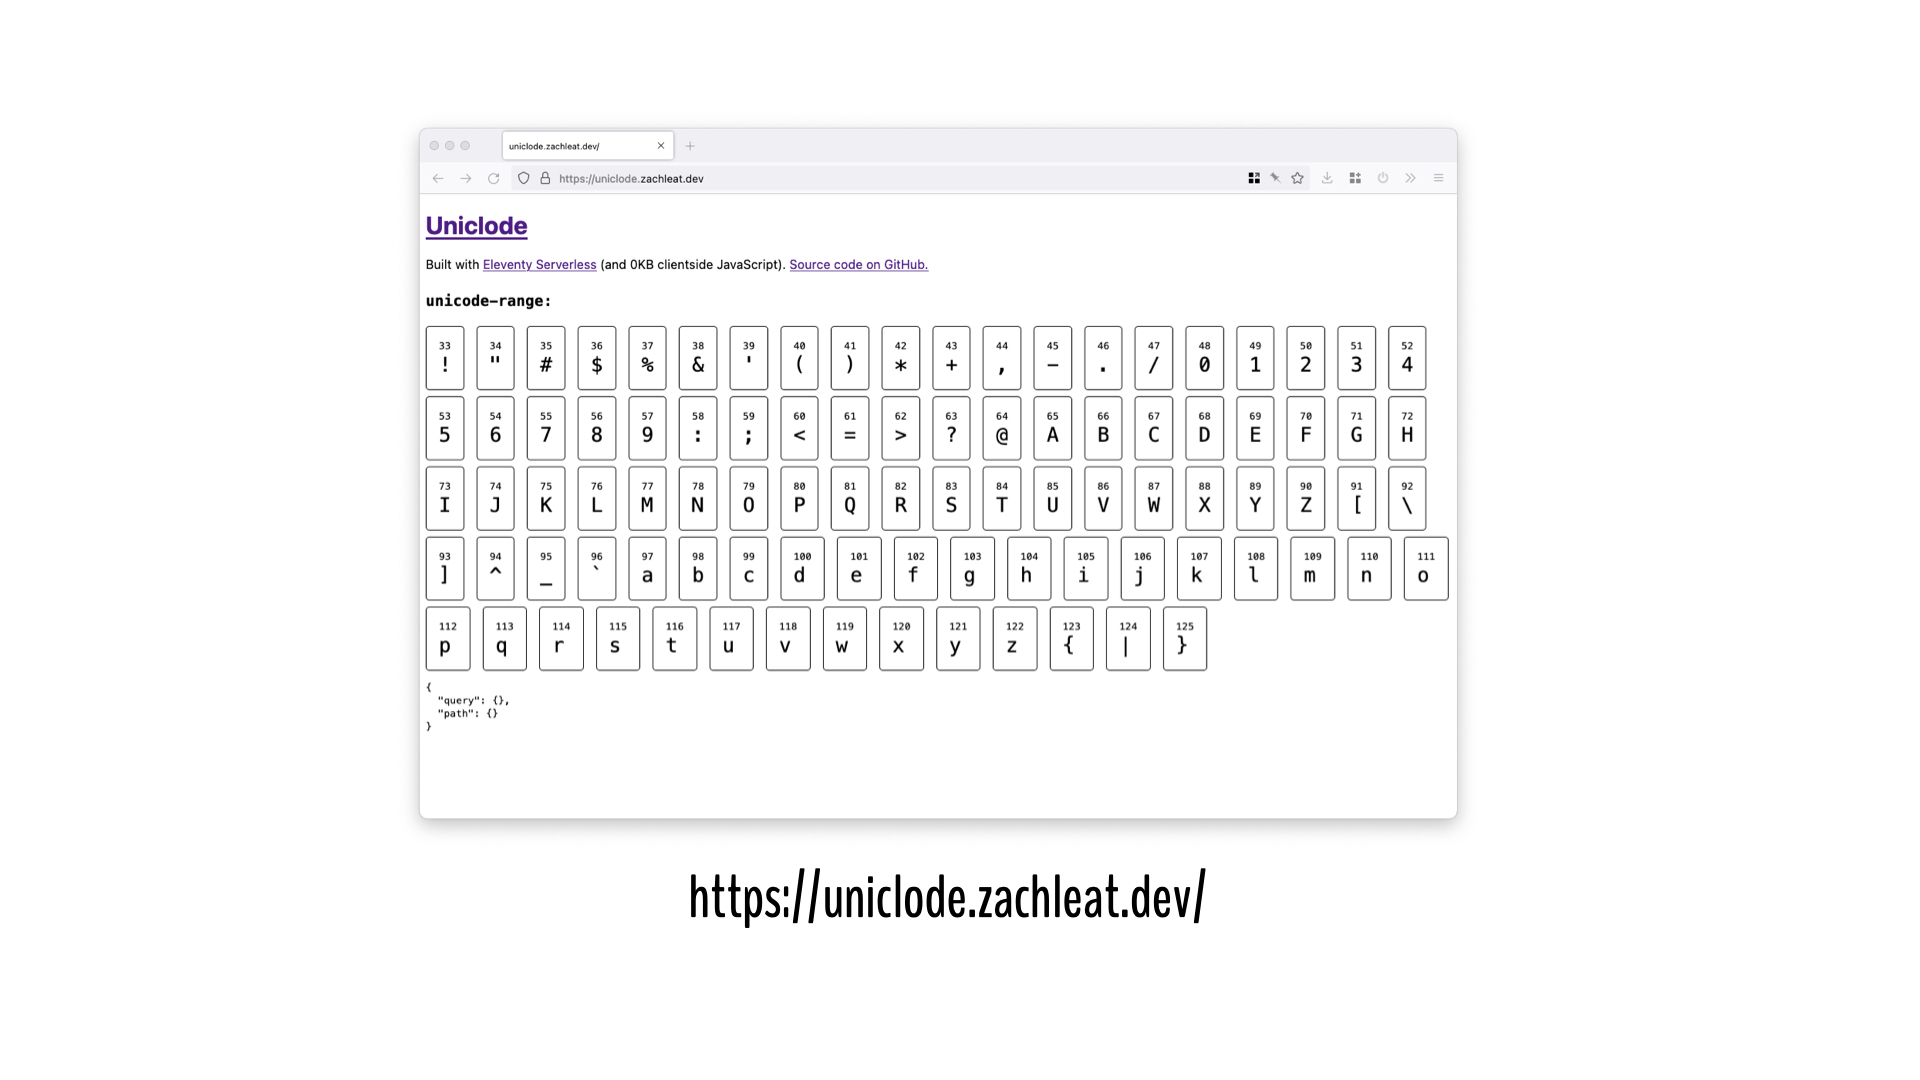 uniclode.zachleat.dev/
https://uniclode.zachleat.dev
Uniclode
Built with Eleventy Serverless (and 0KB clientside JavaScript). Source code on GitHub.
unicode-range:
33 34 35 36 37 38 39 40 41 42 43 44 45 46 47 48 49 50 51 52
! " # $ % & ' ( ) * + , - . / 0 1 2 3 4
53 54 55 56 57 58 59 60 61 62 63 64 65 66 67 68 69 70 71 72
5 6 7 8 9 : ; < = > ? @ A B C D E F G H
73 74 75 76 77 78 79 80 81 82 83 84 85 86 87 88 89 90 91 92
I J K L M N O P Q R S T U V W X Y Z [ \
93 94 95 96 97 98 99 100 101 102 103 104 105 106 107 108 109 110 111
] ^ _ ` a b c d e f g h i j k l m n o
112 113 114 115 116 117 118 119 120 121 122 123 124 125
p q r s t u v w x y z { | }
{
"query": {},
"path": {}
}
https://uniclode.zachleat.dev/